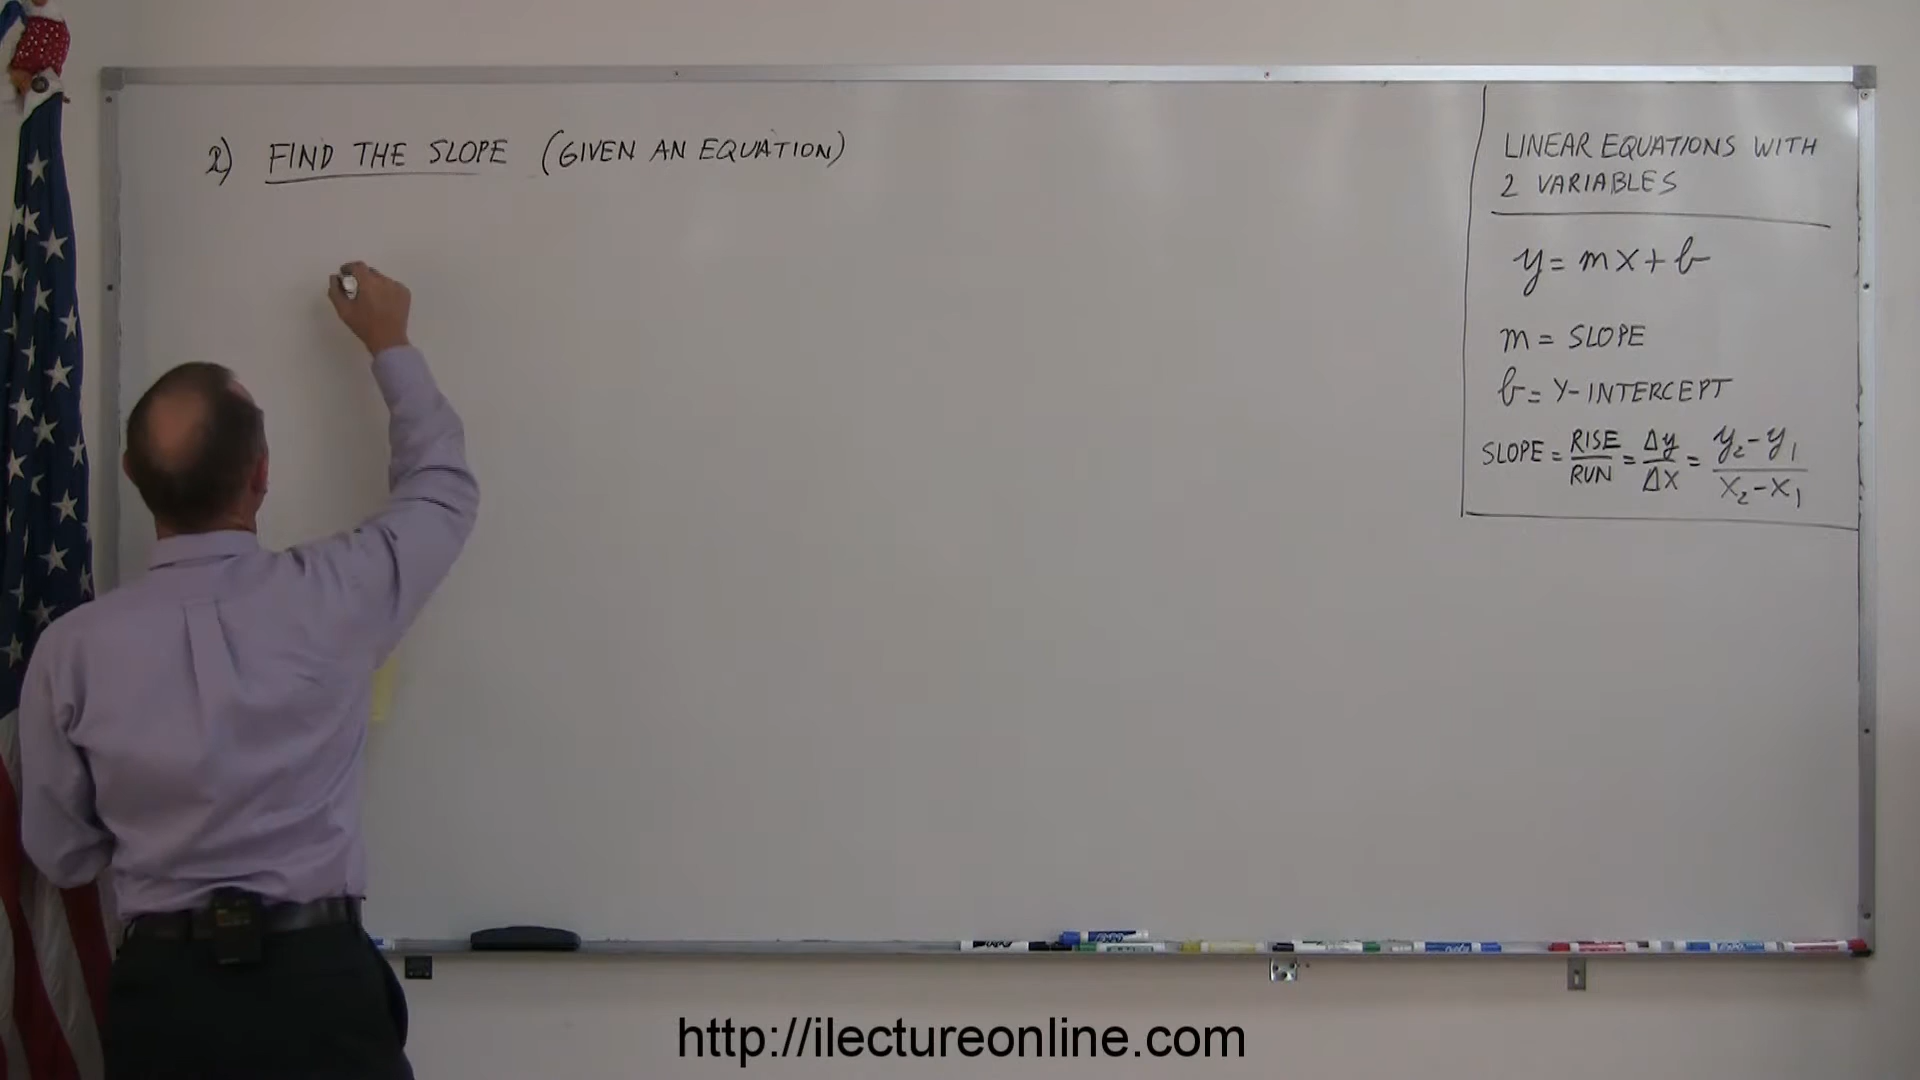 2) FIND THE SLOPE (GIVEN AN EQUATION)
LINEAR EQUATIONS WITH
2 VARIABLES
y = mx + b
m = SLOPE
b = Y-INTERCEPT
SLOPE = RISE/RUN = Δy/Δx = y₂-y₁/x₂-x₁
http://ilectureonline.com